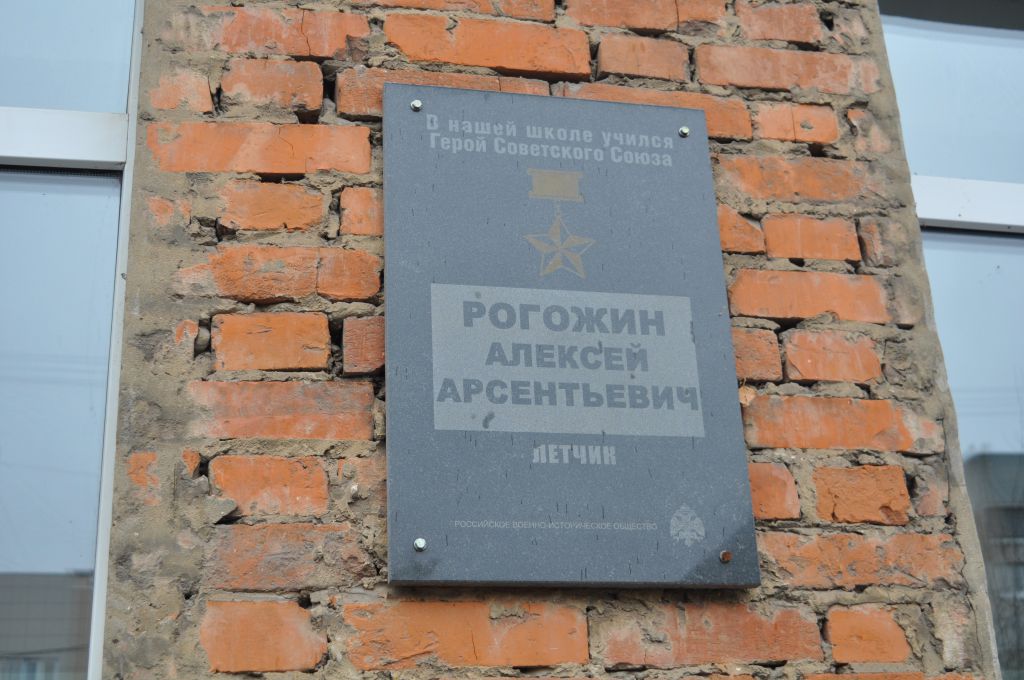 В нашей школе учился
Герой Советского Союза
РОГОЖИН
АЛЕКСЕЙ
АРСЕНТЬЕВИЧ
ЛЕТЧИК
РОССИЙСКОЕ ВОЕННО-ИСТОРИЧЕСКОЕ ОБЩЕСТВО